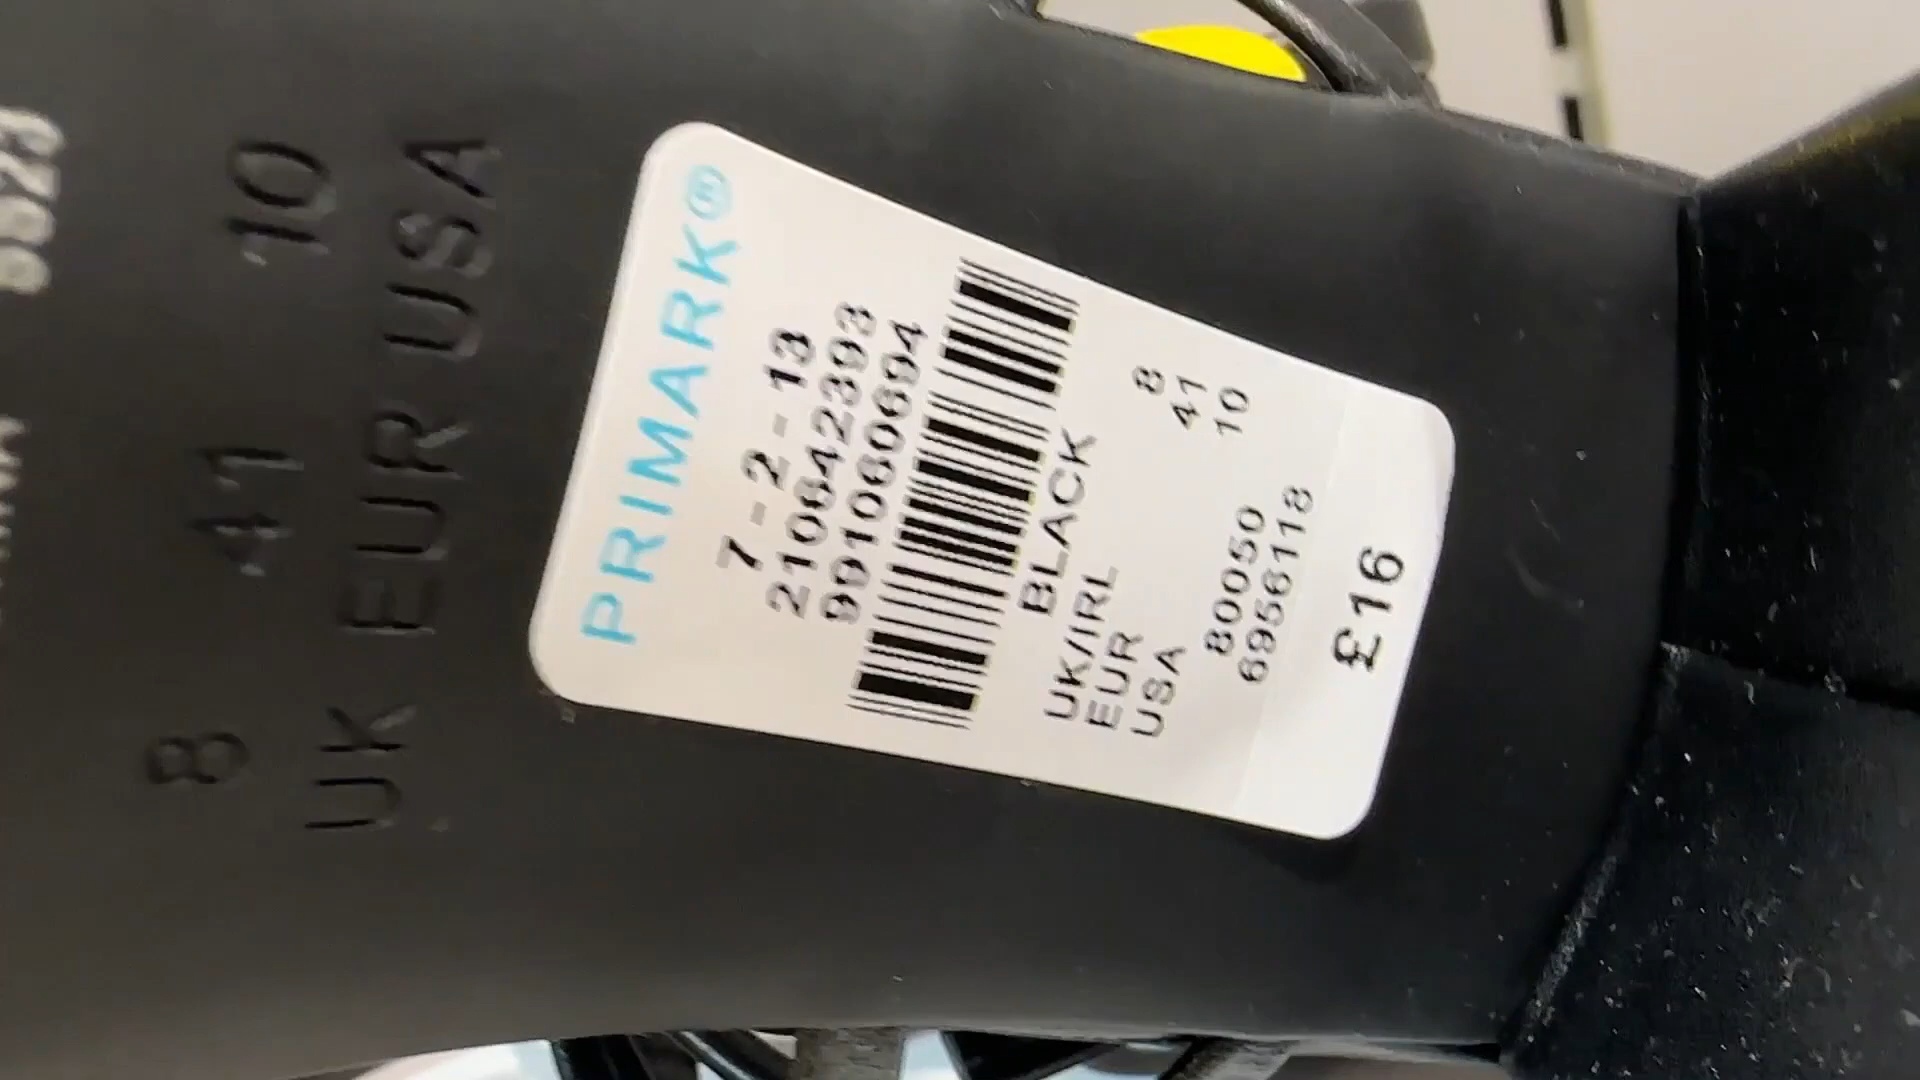 PRIMARK®
7 - 2 - 13
210642393
991060694
BLACK
UK/IRL 8
EUR 41
USA 10
80050
6956118
£16
UK EUR USA
8 41 10